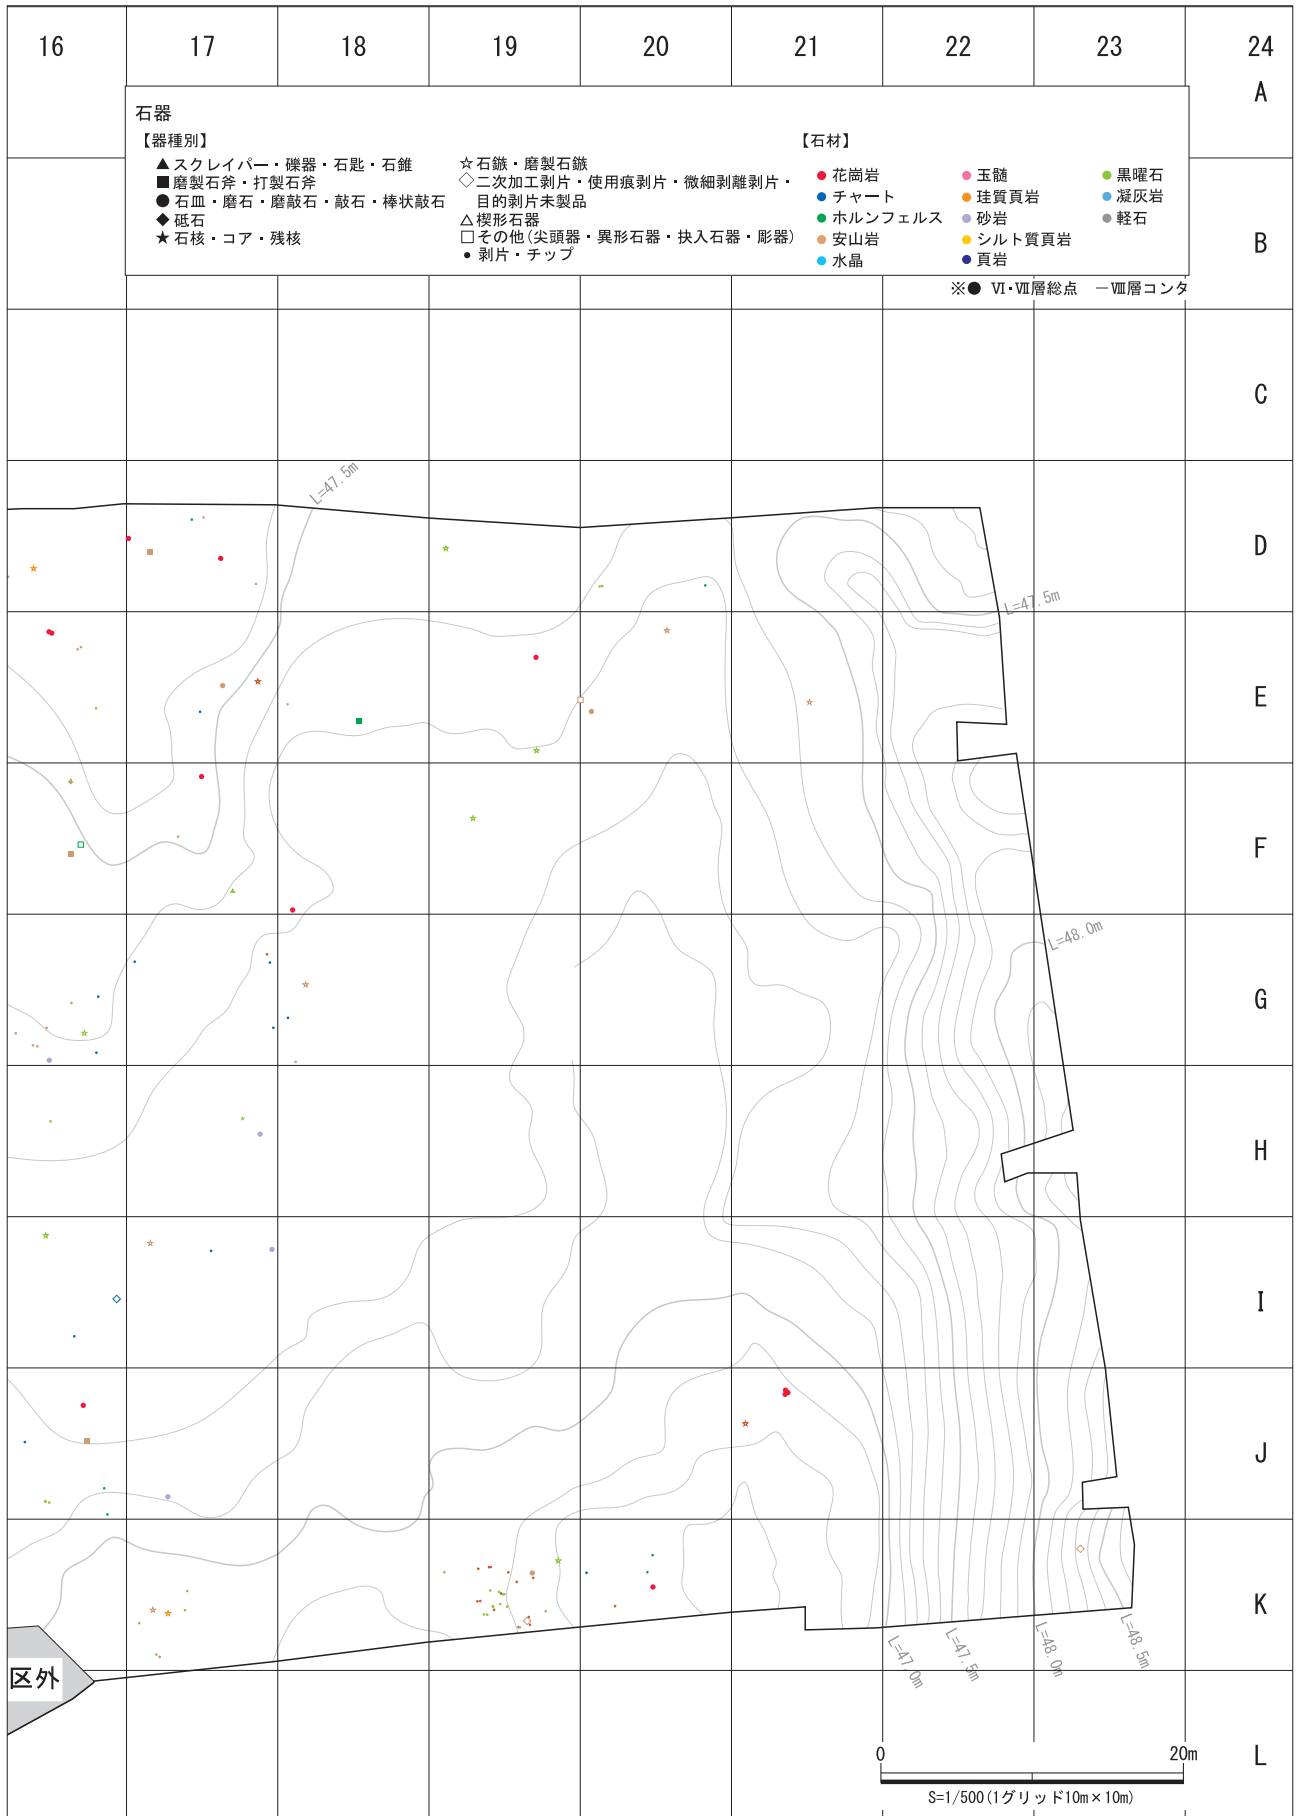 16 17 18 19 20 21 22 23 24
A
石器
【器種別】
▲スクレイパー・礫器・石匙・石錐
■磨製石斧・打製石斧
●石皿・磨石・磨敲石・敲石・棒状敲石
◆砥石
★石核・コア・残核
☆石鏃・磨製石鏃
◇二次加工剥片・使用痕剥片・微細剥離剥片・
目的剥片未製品
△楔形石器
□その他(尖頭器・異形石器・抉入石器・彫器)
•剥片・チップ
【石材】
●花崗岩
●チャート
●ホルンフェルス
●安山岩
●水晶
●玉髄
●珪質頁岩
●砂岩
●シルト質頁岩
●頁岩
●黒曜石
●凝灰岩
●軽石
※● Ⅵ・Ⅶ層総点 ―Ⅷ層コンタ
B
C
L=47.5m
D
L=47.5m
E
F
L=48.0m
G
H
I
J
K
L=47.0m
L=47.5m
L=48.0m
L=48.5m
区外
L
0 20m
S=1/500(1グリッド10m×10m)